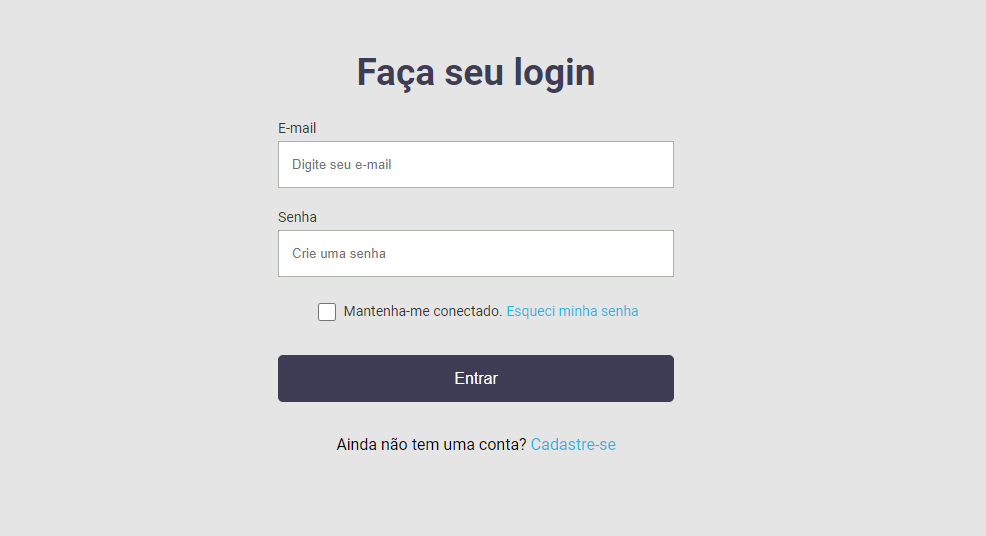 Faça seu login
E-mail
Digite seu e-mail
Senha
Crie uma senha
Mantenha-me conectado. Esqueci minha senha
Entrar
Ainda não tem uma conta? Cadastre-se